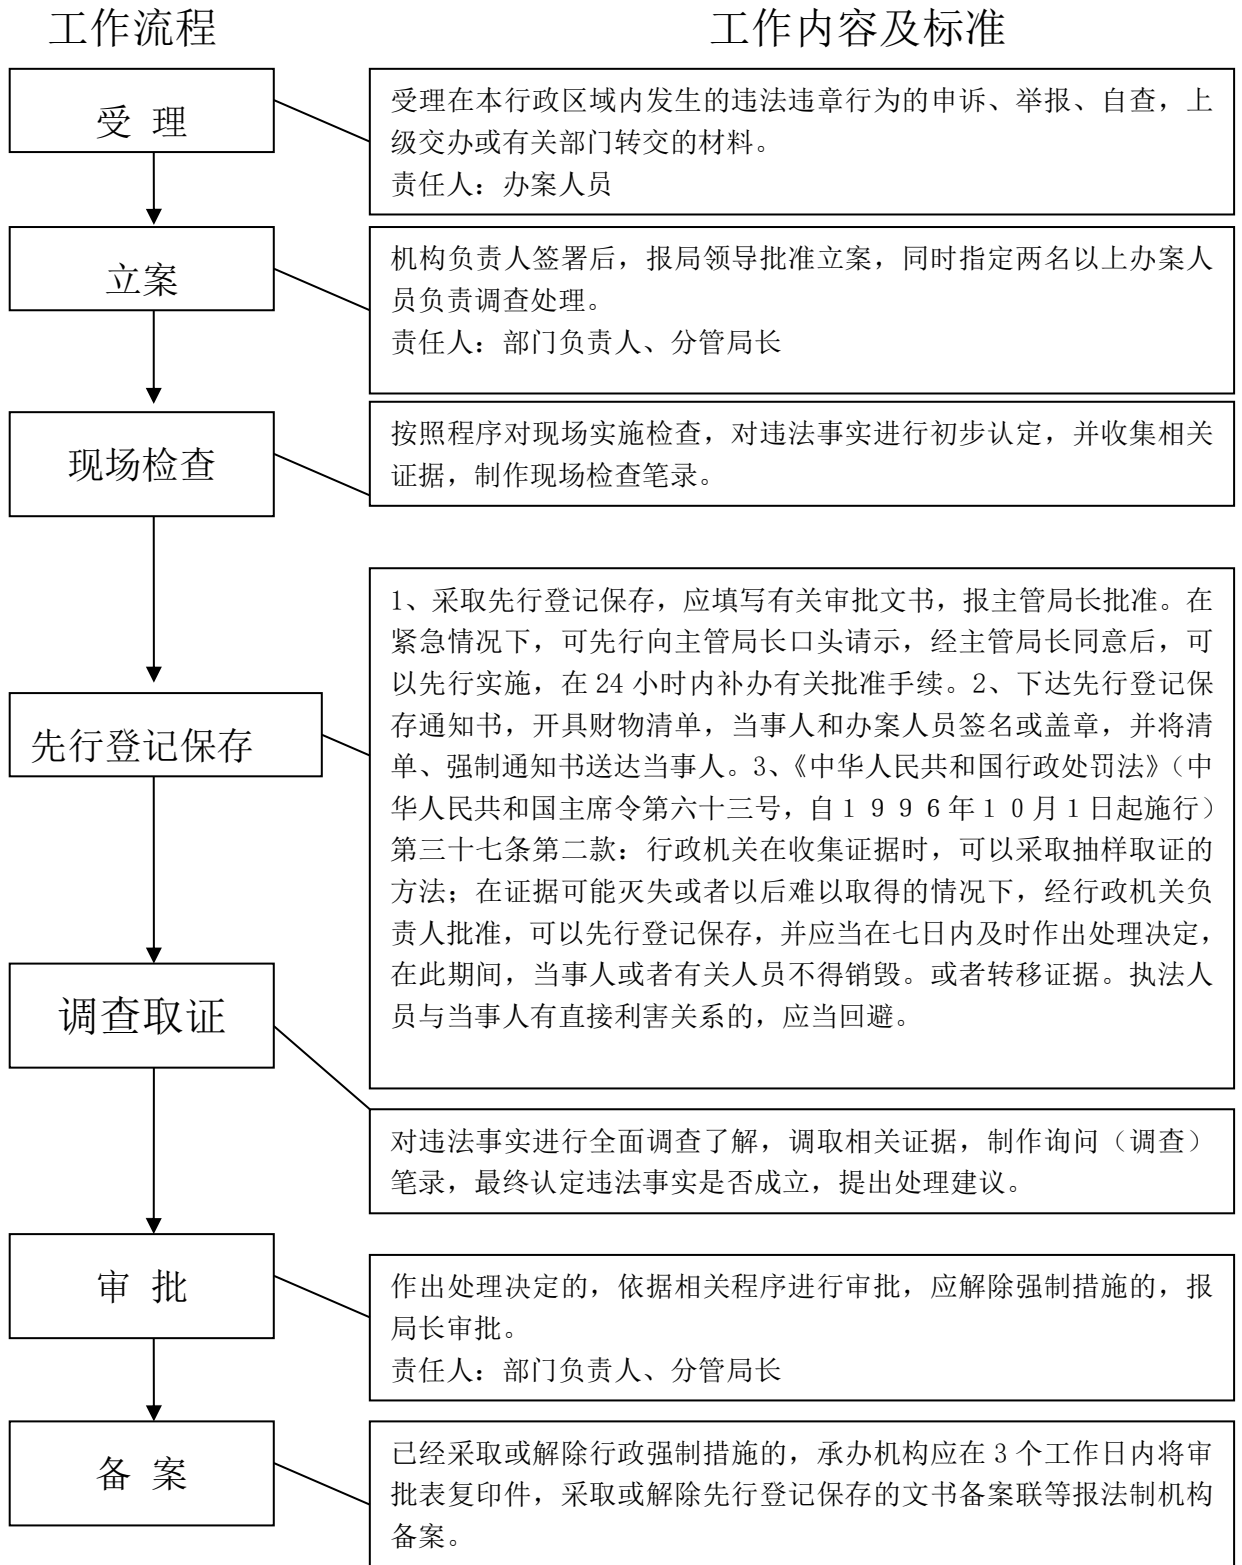 工作流程
工作内容及标准
受 理
受理在本行政区域内发生的违法违章行为的申诉、举报、自查，上
级交办或有关部门转交的材料。
责任人：办案人员
立案
机构负责人签署后，报局领导批准立案，同时指定两名以上办案人
员负责调查处理。
责任人：部门负责人、分管局长
现场检查
按照程序对现场实施检查，对违法事实进行初步认定，并收集相关
证据，制作现场检查笔录。
先行登记保存
1、采取先行登记保存，应填写有关审批文书，报主管局长批准。在
紧急情况下，可先行向主管局长口头请示，经主管局长同意后，可
以先行实施，在 24 小时内补办有关批准手续。2、下达先行登记保
存通知书，开具财物清单，当事人和办案人员签名或盖章，并将清
单、强制通知书送达当事人。3、《中华人民共和国行政处罚法》（中
华人民共和国主席令第六十三号，自１９９６年１０月１日起施行）
第三十七条第二款：行政机关在收集证据时，可以采取抽样取证的
方法；在证据可能灭失或者以后难以取得的情况下，经行政机关负
责人批准，可以先行登记保存，并应当在七日内及时作出处理决定，
在此期间，当事人或者有关人员不得销毁。或者转移证据。执法人
员与当事人有直接利害关系的，应当回避。
调查取证
对违法事实进行全面调查了解，调取相关证据，制作询问（调查）
笔录，最终认定违法事实是否成立，提出处理建议。
审 批
作出处理决定的，依据相关程序进行审批，应解除强制措施的，报
局长审批。
责任人：部门负责人、分管局长
备 案
已经采取或解除行政强制措施的，承办机构应在 3 个工作日内将审
批表复印件，采取或解除先行登记保存的文书备案联等报法制机构
备案。